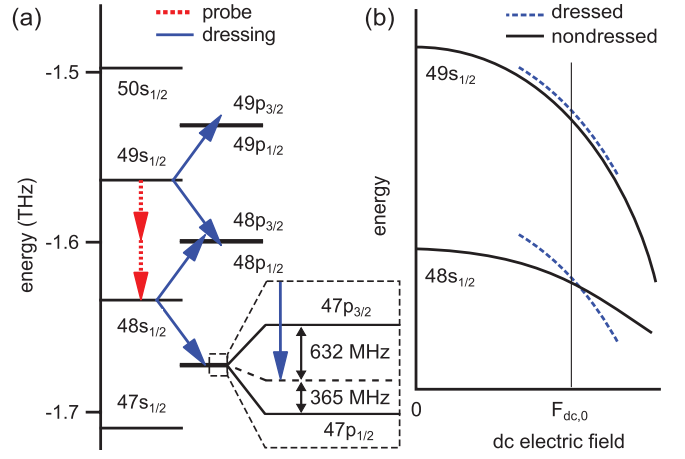 (a)
probe
dressing
energy (THz)
-1.5
-1.6
-1.7
50s1/2
49s1/2
48s1/2
47s1/2
49p3/2
49p1/2
48p3/2
48p1/2
47p3/2
632 MHz
365 MHz
47p1/2
(b)
dressed
nondressed
49s1/2
48s1/2
energy
0
Fdc,0
dc electric field